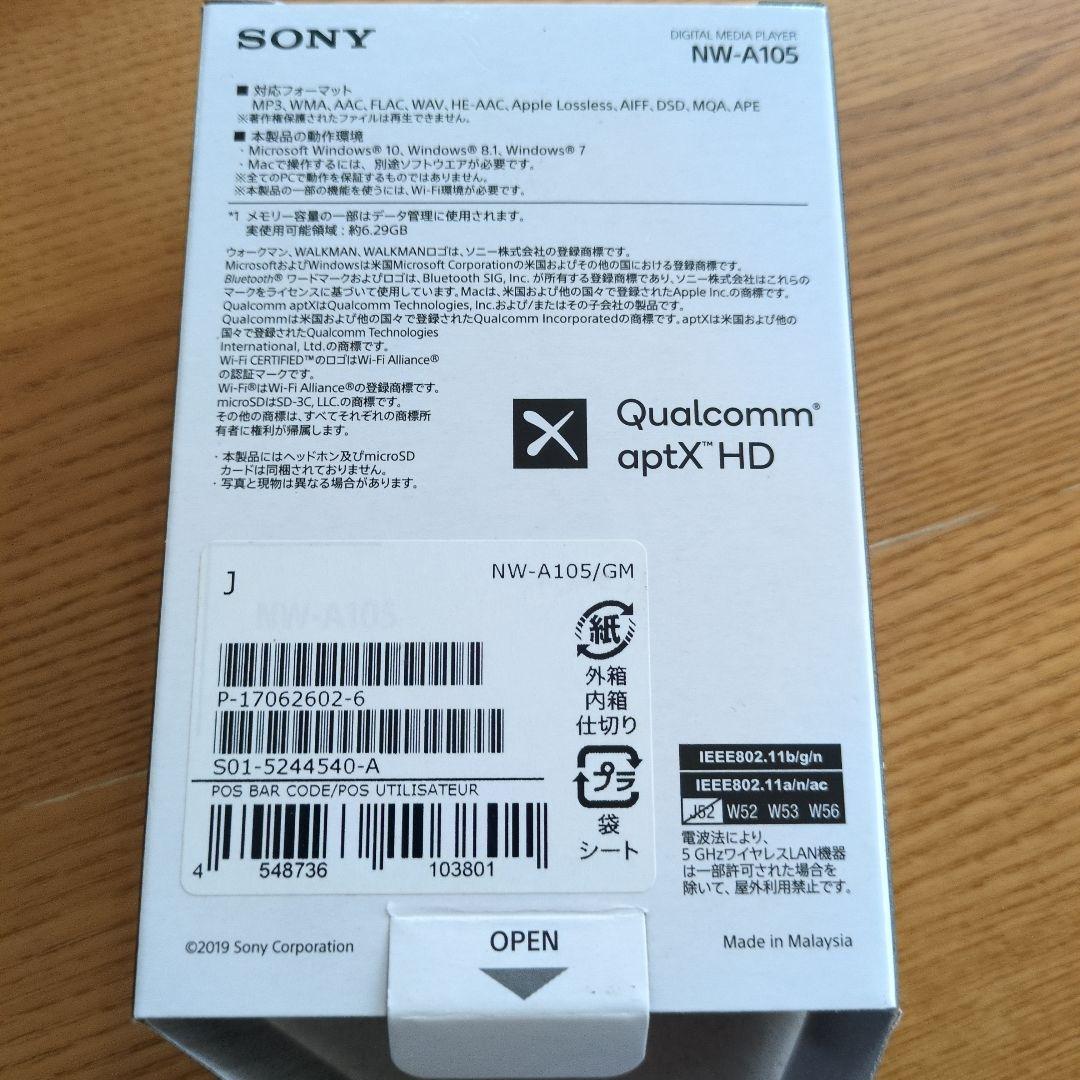 SONY
DIGITAL MEDIA PLAYER
NW-A105
■ 対応フォーマット
MP3、WMA、AAC、FLAC、WAV、HE-AAC、Apple Lossless、AIFF、DSD、MQA、APE
※著作権保護されたファイルは再生できません。
■ 本製品の動作環境
・Microsoft Windows® 10、Windows® 8.1、Windows® 7
・Macで操作するには、別途ソフトウエアが必要です。
※全てのPCで動作を保証するものではありません。
※本製品の一部の機能を使うには、Wi-Fi環境が必要です。
*1 メモリー容量の一部はデータ管理に使用されます。
実使用可能領域：約6.29GB
ウォークマン、WALKMAN、WALKMANロゴは、ソニー株式会社の登録商標です。
MicrosoftおよびWindowsは米国Microsoft Corporationの米国およびその他の国における登録商標です。
Bluetooth® ワードマークおよびロゴは、Bluetooth SIG, Inc. が所有する登録商標であり、ソニー株式会社はこれらの
マークをライセンスに基づいて使用しています。Macは、米国および他の国々で登録されたApple Inc.の商標です。
Qualcomm aptXはQualcomm Technologies, Inc.および/またはその子会社の製品です。
Qualcommは米国および他の国々で登録されたQualcomm Incorporatedの商標です。aptXは米国および他の
国々で登録されたQualcomm Technologies
International, Ltd.の商標です。
Wi-Fi CERTIFIED™のロゴはWi-Fi Alliance®
の認証マークです。
Wi-Fi®はWi-Fi Alliance®の登録商標です。
microSDはSD-3C, LLC.の商標です。
その他の商標は、すべてそれぞれの商標所
有者に権利が帰属します。
・本製品にはヘッドホン及びmicroSD
カードは同梱されておりません。
・写真と現物は異なる場合があります。
Qualcomm®
aptX™ HD
J
NW-A105/GM
NW-A105
紙
外箱
内箱
仕切り
P-17062602-6
S01-5244540-A
プラ
袋
シート
POS BAR CODE/POS UTILISATEUR
4 548736 103801
IEEE802.11b/g/n
IEEE802.11a/n/ac
J52 W52 W53 W56
電波法により、
5 GHzワイヤレスLAN機器
は一部許可された場合を
除いて、屋外利用禁止です。
©2019 Sony Corporation
OPEN
Made in Malaysia